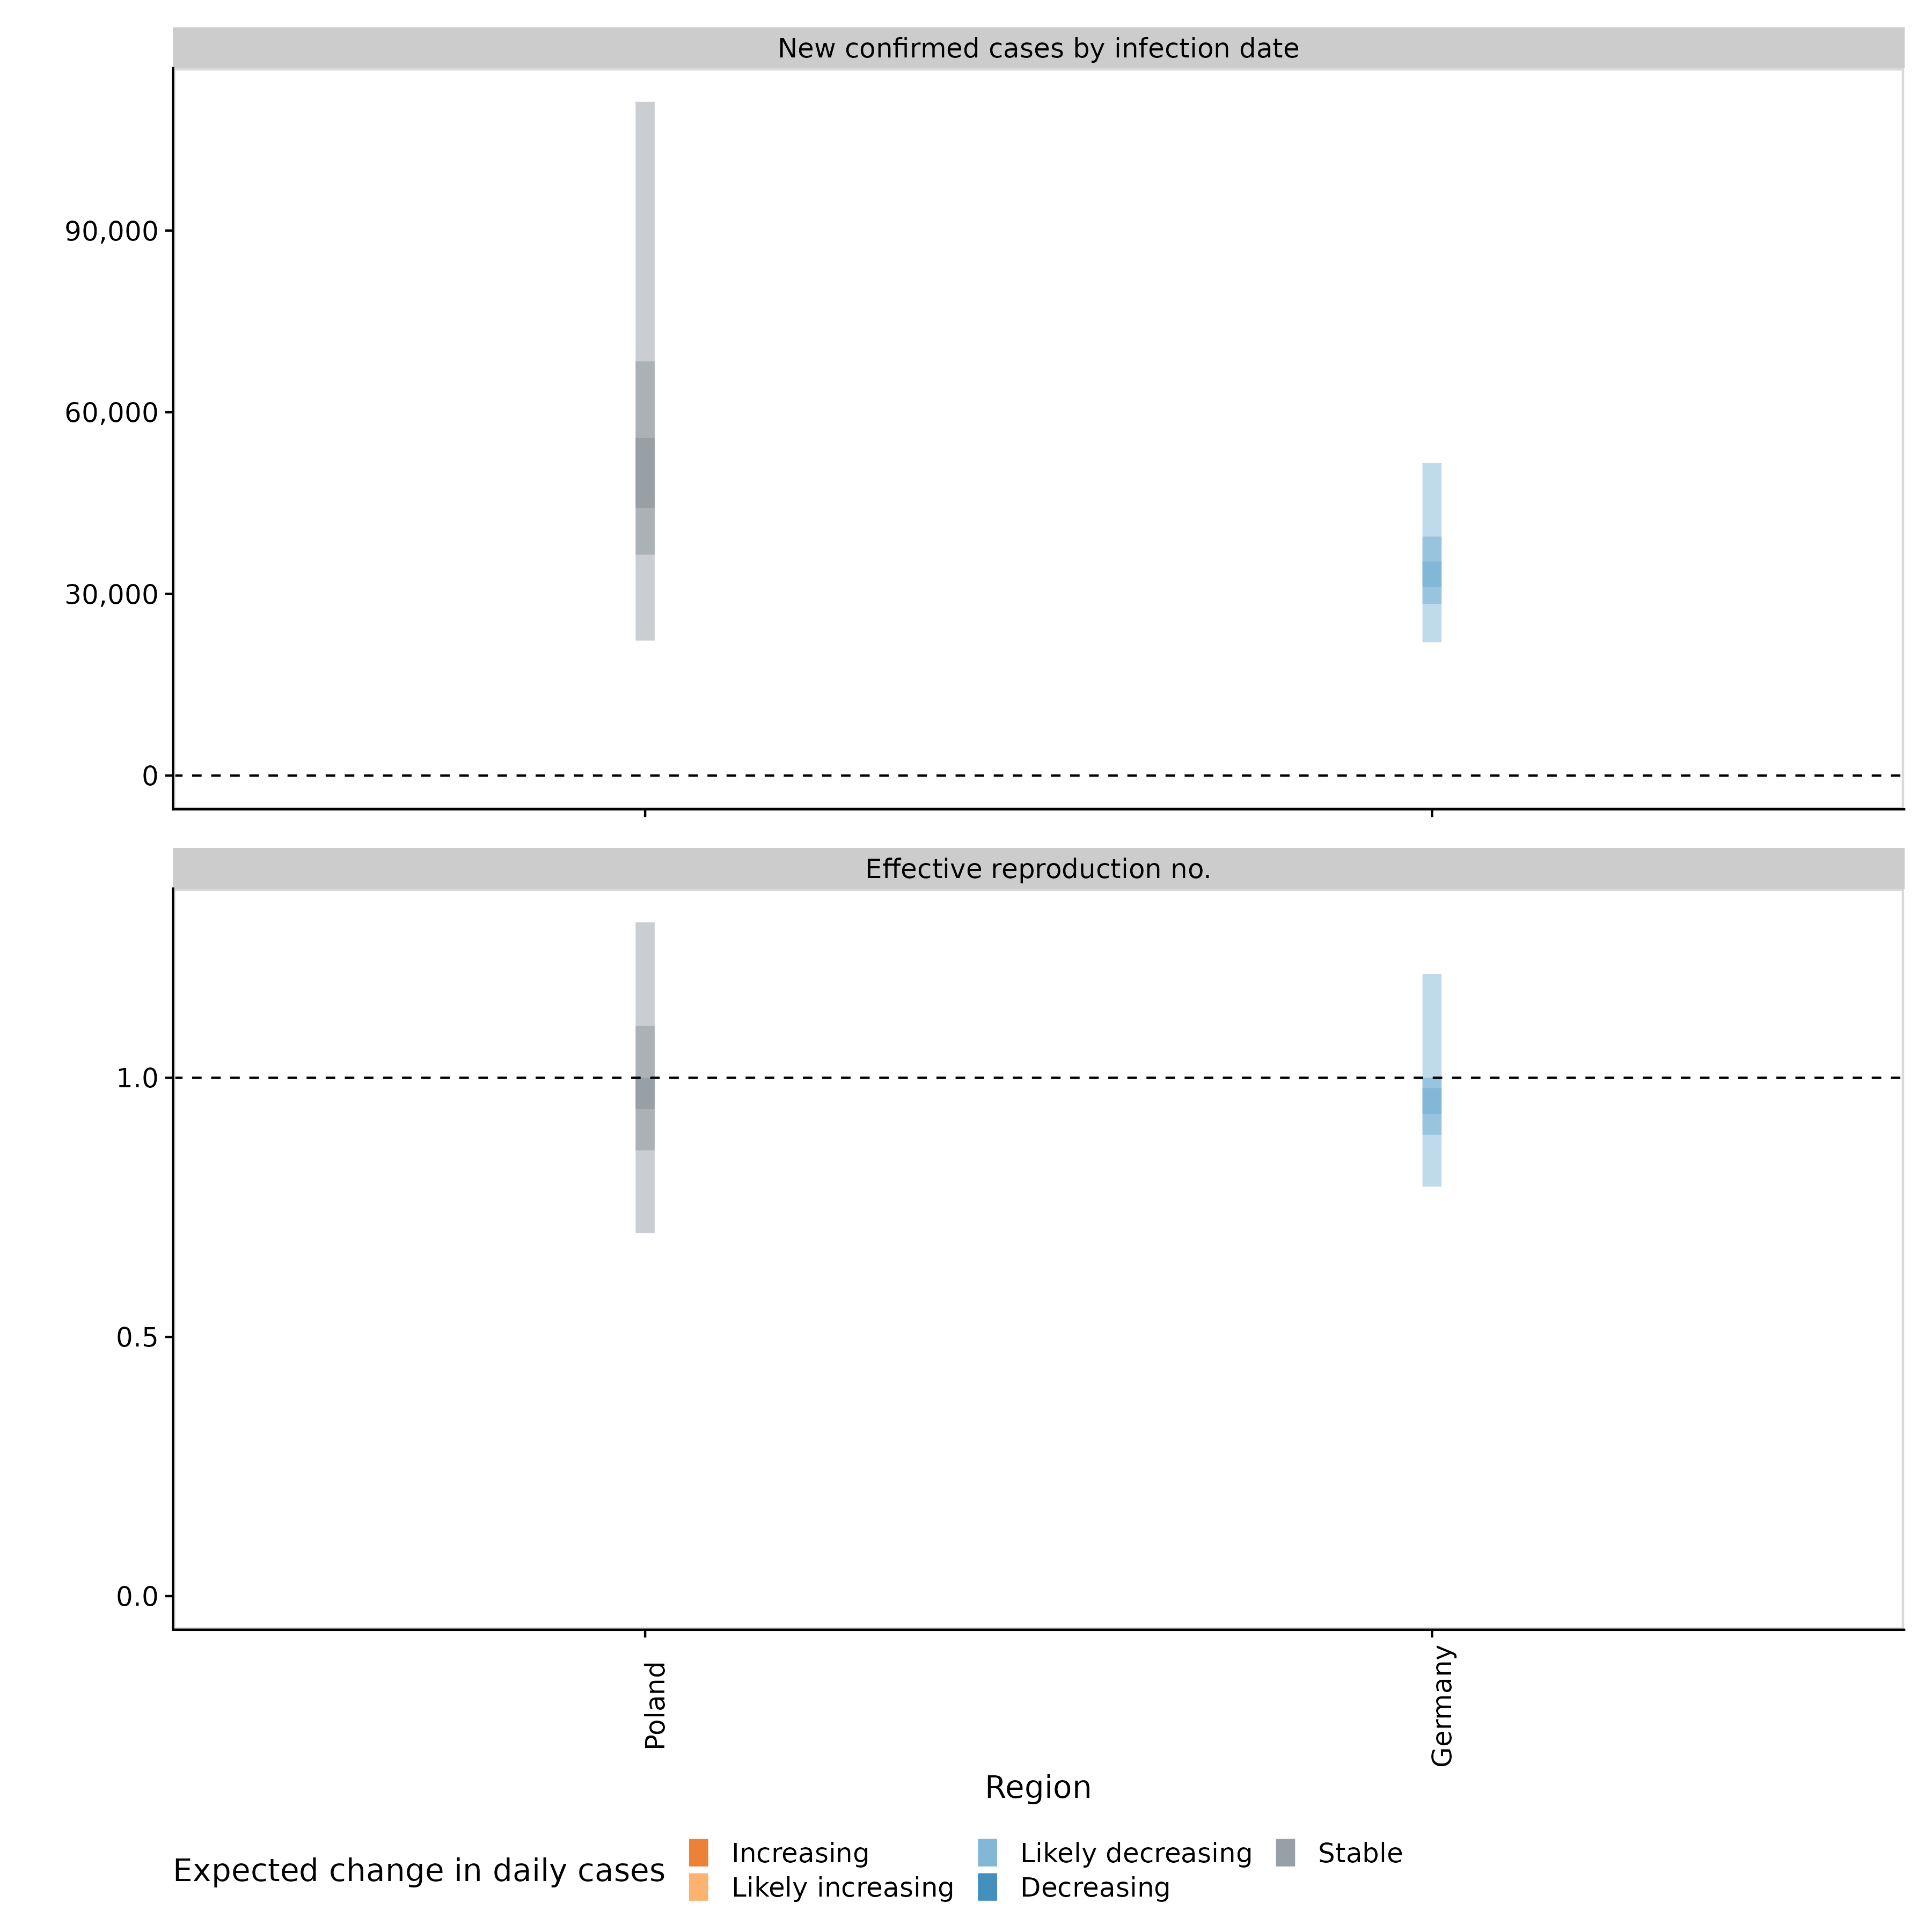 New confirmed cases by infection date
90,000
60,000
30,000
0
Effective reproduction no.
1.0
0.5
0.0
Poland
Germany
Region
Expected change in daily cases
Increasing
Likely increasing
Likely decreasing
Decreasing
Stable